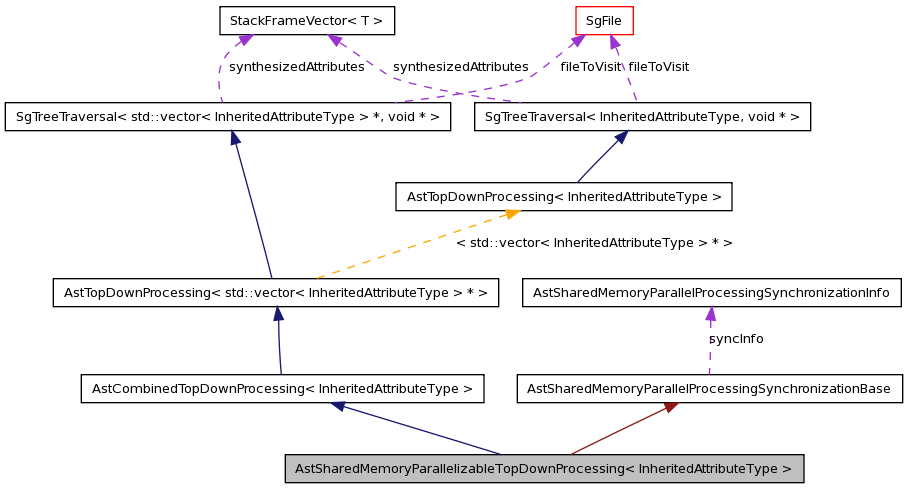 StackFrameVector< T >
SgFile
synthesizedAttributes
synthesizedAttributes
fileToVisit
fileToVisit
SgTreeTraversal< std::vector< InheritedAttributeType > *, void * >
SgTreeTraversal< InheritedAttributeType, void * >
AstTopDownProcessing< InheritedAttributeType >
< std::vector< InheritedAttributeType > * >
AstTopDownProcessing< std::vector< InheritedAttributeType > * >
AstSharedMemoryParallelProcessingSynchronizationInfo
syncInfo
AstCombinedTopDownProcessing< InheritedAttributeType >
AstSharedMemoryParallelProcessingSynchronizationBase
AstSharedMemoryParallelizableTopDownProcessing< InheritedAttributeType >